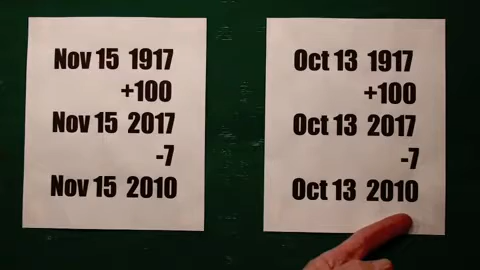 Nov 15 1917
+100
Nov 15 2017
-7
Nov 15 2010
Oct 13 1917
+100
Oct 13 2017
-7
Oct 13 2010